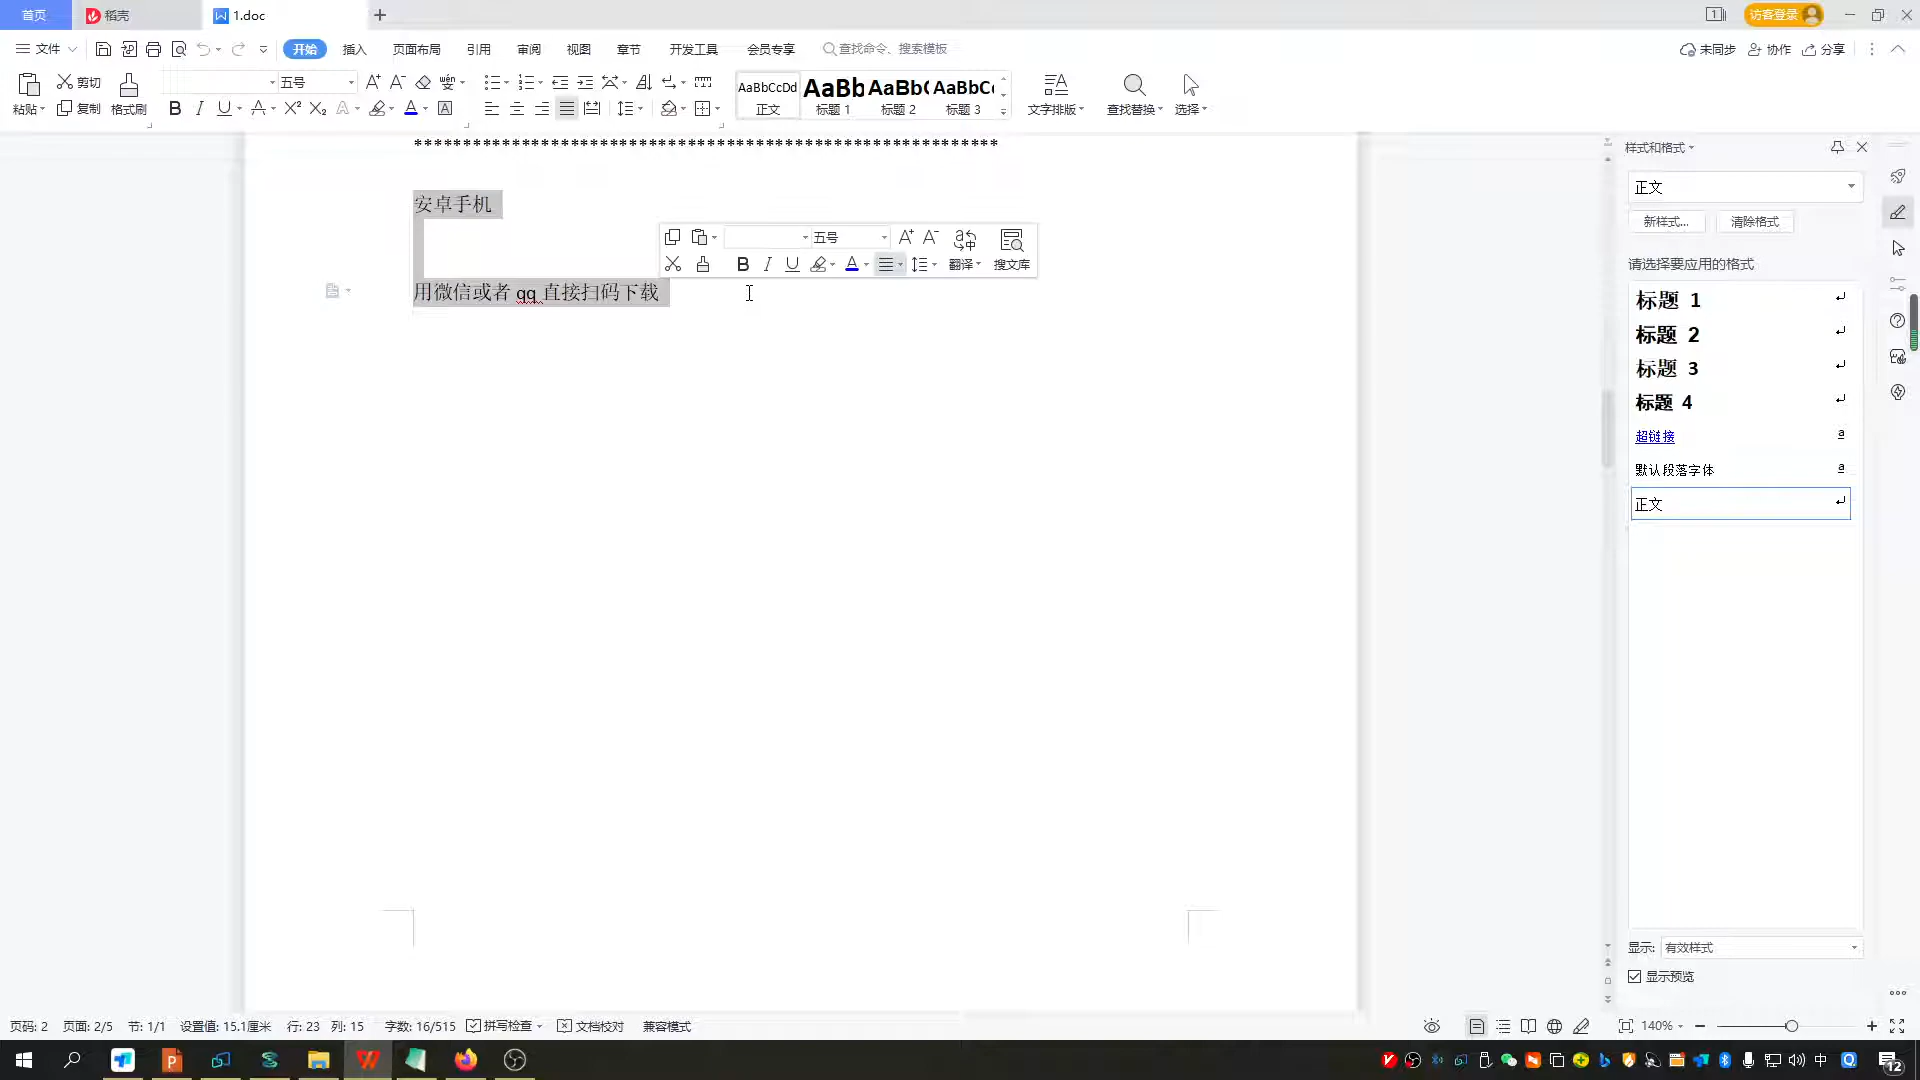 首页 稻壳 1.doc 访客登录
文件 开始 插入 页面布局 引用 审阅 视图 章节 开发工具 会员专享 查找命令、搜索模板 未同步 协作 分享
粘贴 剪切 复制 格式刷 五号 AaBbCcDd AaBb AaBb( AaBbC(
正文 标题 1 标题 2 标题 3 文字排版 查找替换 选择
************************************************************
安卓手机
五号 翻译 搜文库
用微信或者 qq 直接扫码下载
样式和格式
正文
新样式... 清除格式
请选择要应用的格式
标题 1
标题 2
标题 3
标题 4
超链接
默认段落字体
正文
显示: 有效样式
显示预览
页码: 2 页面: 2/5 节: 1/1 设置值: 15.1厘米 行: 23 列: 15 字数: 16/515 拼写检查 文档校对 兼容模式 140%
中 12